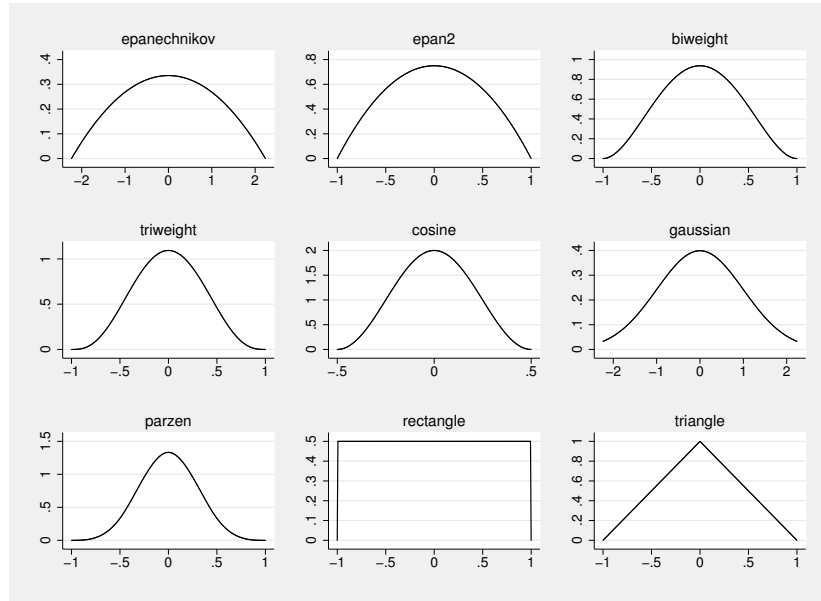 epanechnikov
0 .1 .2 .3 .4
−2 −1 0 1 2
epan2
0 .2 .4 .6 .8
−1 −.5 0 .5 1
biweight
0 .2 .4 .6 .8 1
−1 −.5 0 .5 1
triweight
0 .5 1
−1 −.5 0 .5 1
cosine
0 .5 1 1.5 2
−.5 0 .5
gaussian
0 .1 .2 .3 .4
−2 −1 0 1 2
parzen
0 .5 1 1.5
−1 −.5 0 .5 1
rectangle
0 .1 .2 .3 .4 .5
−1 −.5 0 .5 1
triangle
0 .2 .4 .6 .8 1
−1 −.5 0 .5 1